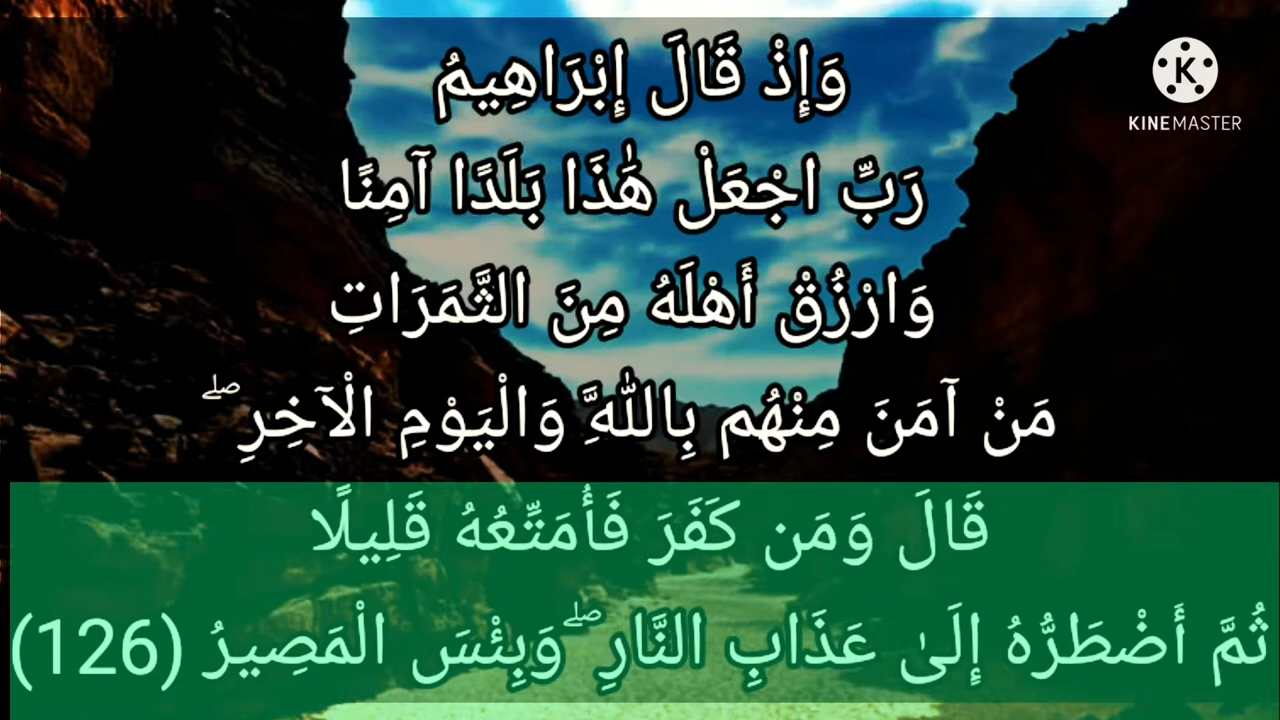 وَإِذْ قَالَ إِبْرَاهِيمُ
رَبِّ اجْعَلْ هَٰذَا بَلَدًا آمِنًا
وَارْزُقْ أَهْلَهُ مِنَ الثَّمَرَاتِ
مَنْ آمَنَ مِنْهُم بِاللَّهِ وَالْيَوْمِ الْآخِرِ ۖ
قَالَ وَمَن كَفَرَ فَأُمَتِّعُهُ قَلِيلًا
ثُمَّ أَضْطَرُّهُ إِلَىٰ عَذَابِ النَّارِ ۖ وَبِئْسَ الْمَصِيرُ (126)
K
KINEMASTER